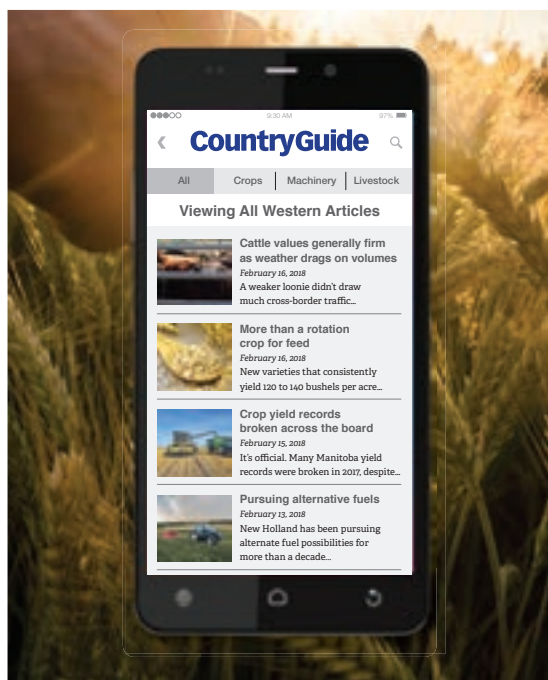 9:30 AM
97%
CountryGuide
All Crops Machinery Livestock
Viewing All Western Articles
Cattle values generally firm
as weather drags on volumes
February 16, 2018
A weaker loonie didn't draw
much cross-border traffic...
More than a rotation
crop for feed
February 16, 2018
New varieties that consistently
yield 120 to 140 bushels per acre...
Crop yield records
broken across the board
February 15, 2018
It's official. Many Manitoba yield
records were broken in 2017, despite...
Pursuing alternative fuels
February 13, 2018
New Holland has been pursuing
alternate fuel possibilities for
more than a decade...